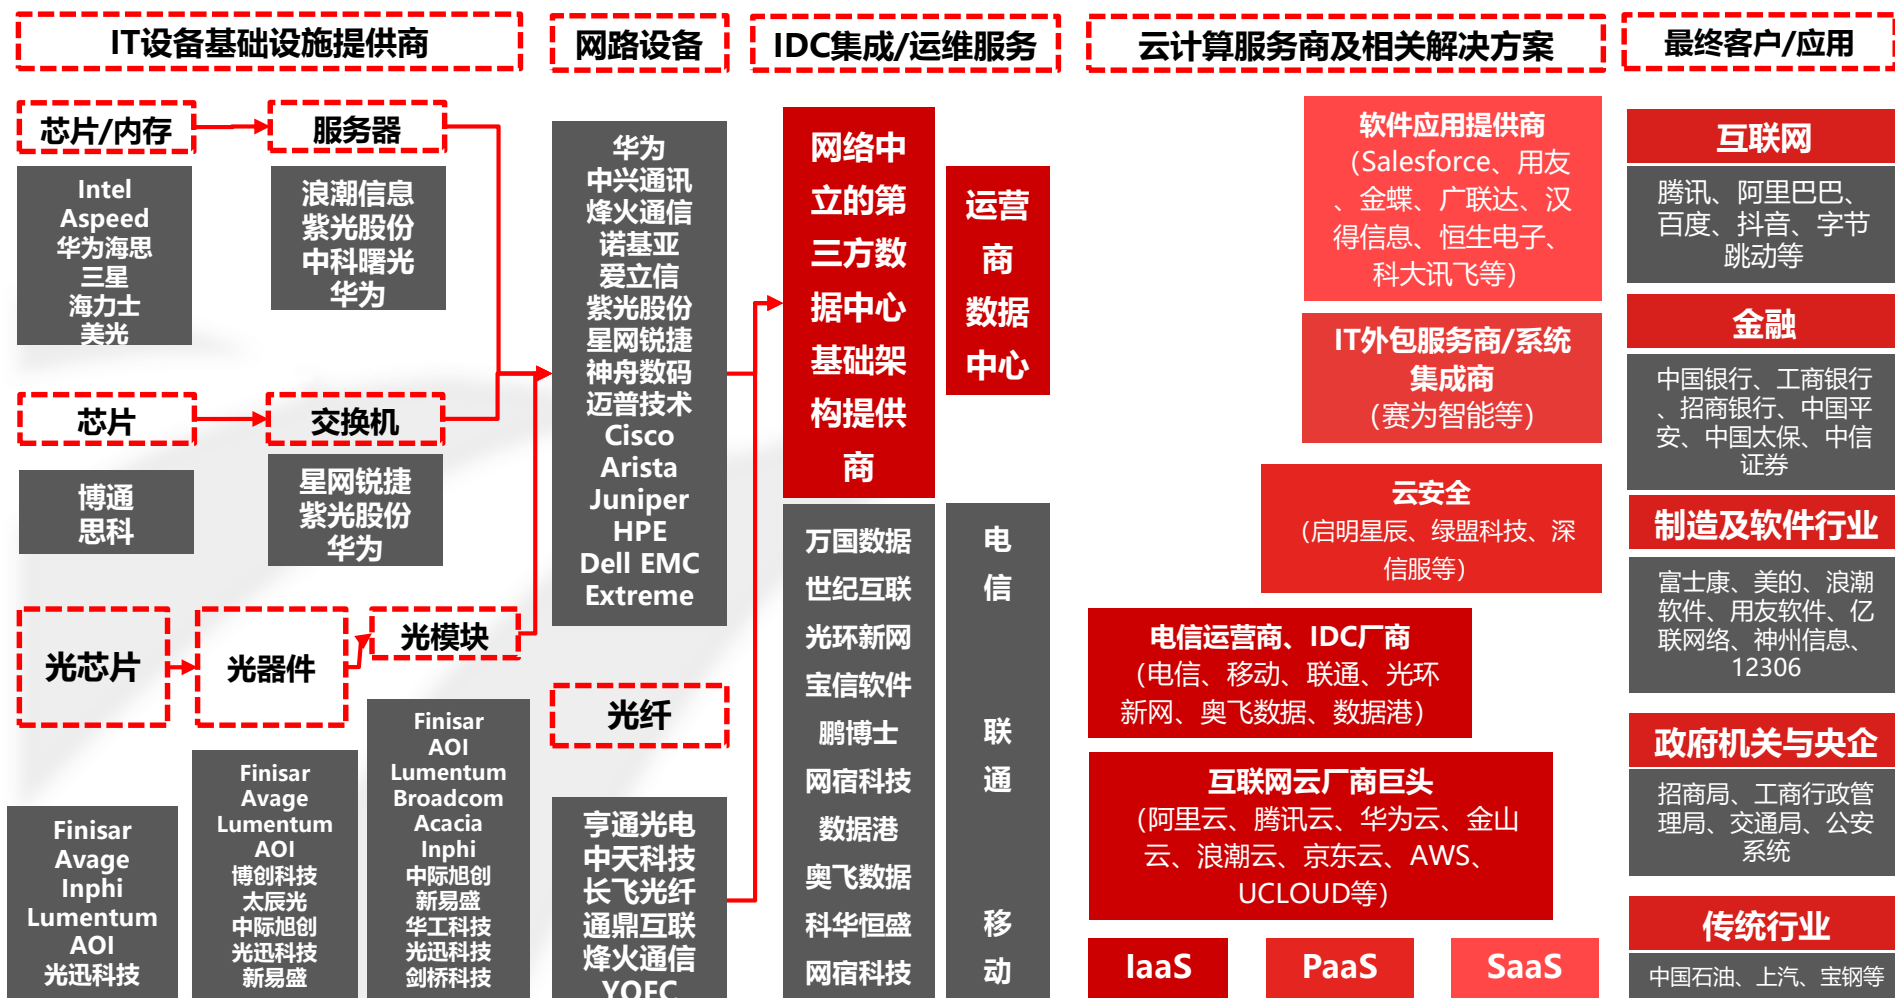 IT设备基础设施提供商
网路设备
IDC集成/运维服务
云计算服务商及相关解决方案
最终客户/应用
芯片/内存
服务器
Intel
Aspeed
华为海思
三星
海力士
美光
浪潮信息
紫光股份
中科曙光
华为
芯片
交换机
博通
思科
星网锐捷
紫光股份
华为
光芯片
光器件
光模块
Finisar
Avage
Inphi
Lumentum
AOI
光迅科技
Finisar
Avage
Lumentum
AOI
博创科技
太辰光
中际旭创
光迅科技
新易盛
Finisar
AOI
Lumentum
Broadcom
Acacia
Inphi
中际旭创
新易盛
华工科技
光迅科技
剑桥科技
华为
中兴通讯
烽火通信
诺基亚
爱立信
紫光股份
星网锐捷
神舟数码
迈普技术
Cisco
Arista
Juniper
HPE
Dell EMC
Extreme
光纤
亨通光电
中天科技
长飞光纤
通鼎互联
烽火通信
YOFC
网络中
立的第
三方数
据中心
基础架
构提供
商
万国数据
世纪互联
光环新网
宝信软件
鹏博士
网宿科技
数据港
奥飞数据
科华恒盛
网宿科技
运营
商
数据
中心
电
信
联
通
移
动
软件应用提供商
（Salesforce、用友
、金蝶、广联达、汉
得信息、恒生电子、
科大讯飞等）
IT外包服务商/系统
集成商
（赛为智能等）
云安全
（启明星辰、绿盟科技、深
信服等）
电信运营商、IDC厂商
（电信、移动、联通、光环
新网、奥飞数据、数据港）
互联网云厂商巨头
（阿里云、腾讯云、华为云、金山
云、浪潮云、京东云、AWS、
UCLOUD等）
IaaS
PaaS
SaaS
互联网
腾讯、阿里巴巴、
百度、抖音、字节
跳动等
金融
中国银行、工商银行
、招商银行、中国平
安、中国太保、中信
证券
制造及软件行业
富士康、美的、浪潮
软件、用友软件、亿
联网络、神州信息、
12306
政府机关与央企
招商局、工商行政管
理局、交通局、公安
系统
传统行业
中国石油、上汽、宝钢等